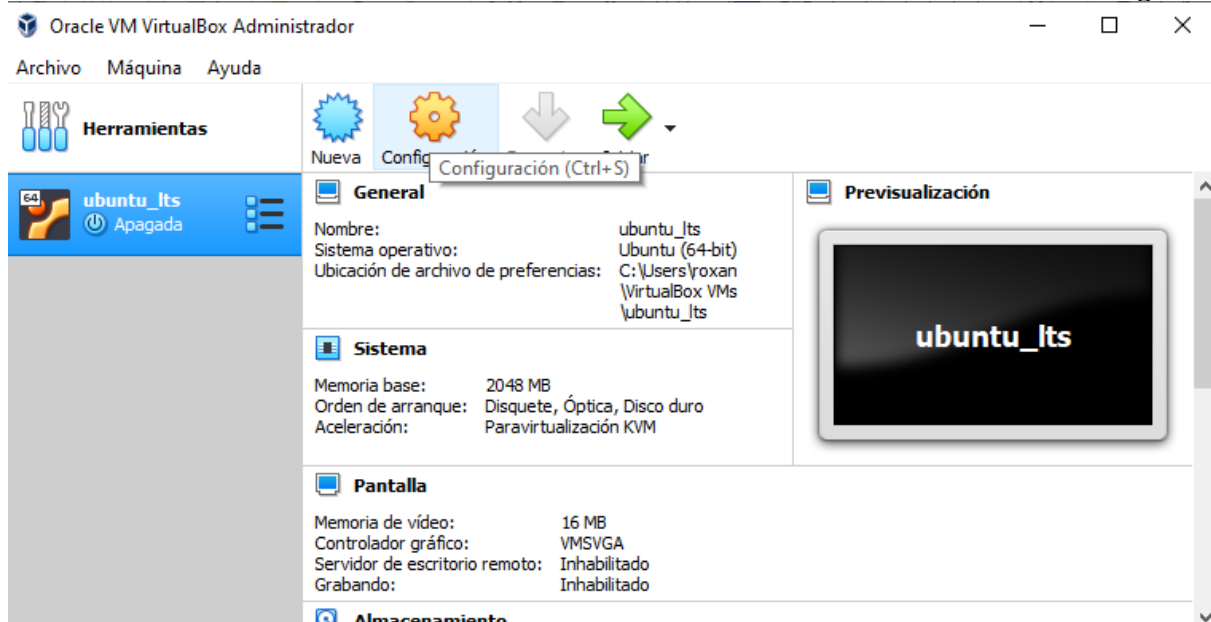 Oracle VM VirtualBox Administrador
Archivo Máquina Ayuda
Herramientas
Nueva
Configuración (Ctrl+S)
64
ubuntu_lts
Apagada
General
Nombre: ubuntu_lts
Sistema operativo: Ubuntu (64-bit)
Ubicación de archivo de preferencias: C:\Users\roxan
\VirtualBox VMs
\ubuntu_lts
Previsualización
ubuntu_lts
Sistema
Memoria base: 2048 MB
Orden de arranque: Disquete, Óptica, Disco duro
Aceleración: Paravirtualización KVM
Pantalla
Memoria de vídeo: 16 MB
Controlador gráfico: VMSVGA
Servidor de escritorio remoto: Inhabilitado
Grabando: Inhabilitado
Almacenamiento